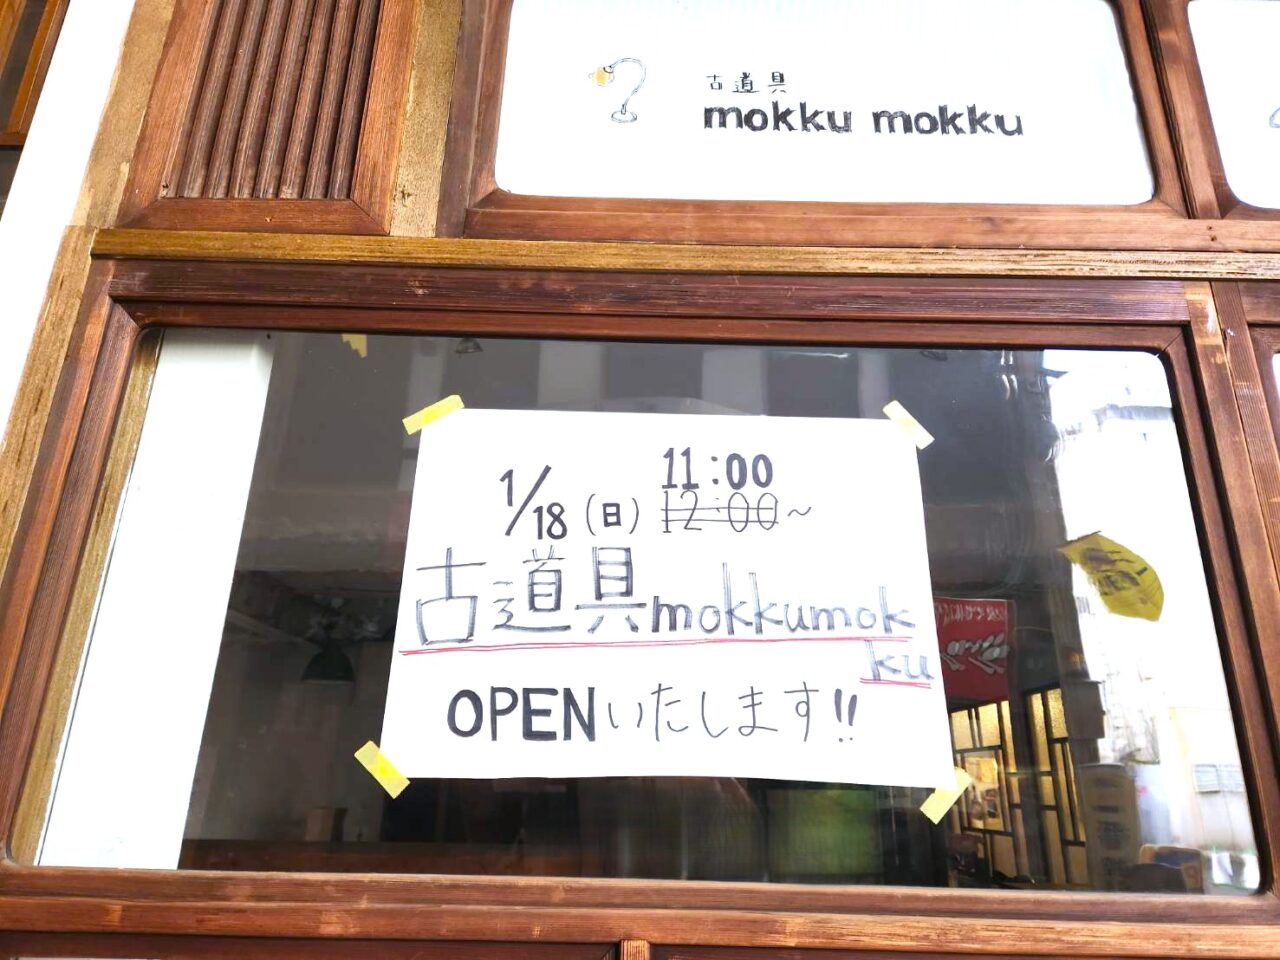 古道具
mokku mokku
11:00
1/18(日) 12:00~
古道具mokkumok
ku
OPENいたします!!